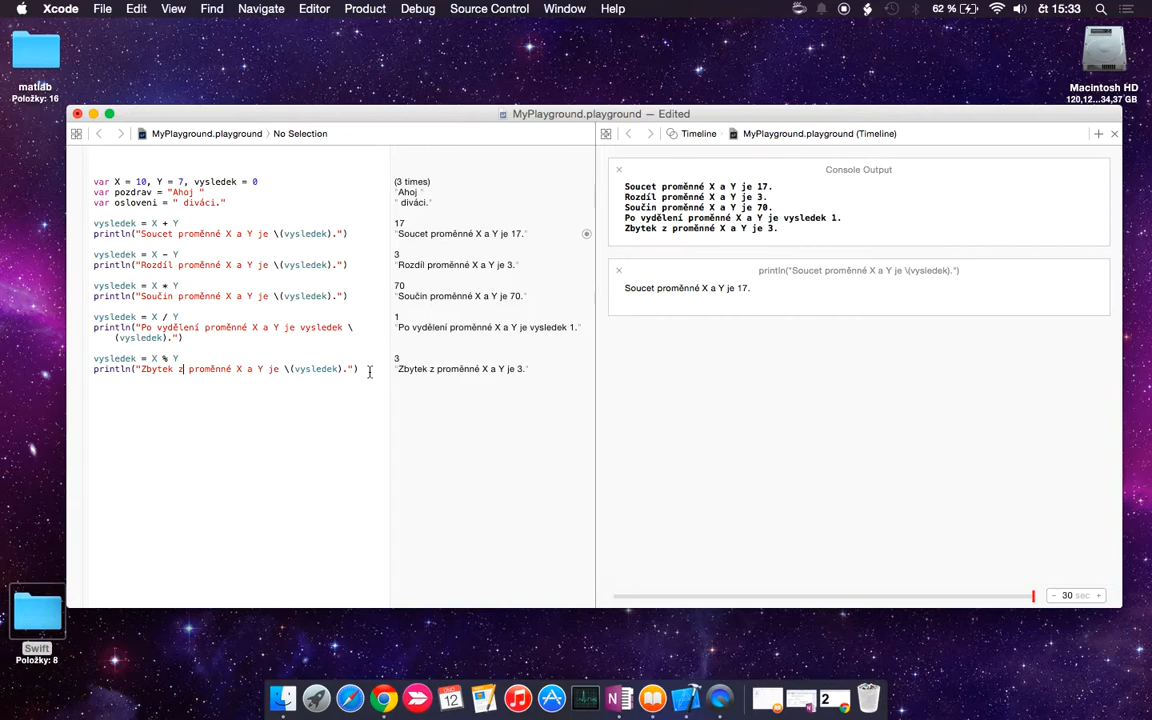 Xcode File Edit View Find Navigate Editor Product Debug Source Control Window Help 62 % čt 15:33
matlab
Položky: 16
Macintosh HD
120,12...34,37 GB
MyPlayground.playground — Edited
MyPlayground.playground 〉 No Selection
Timeline 〉 MyPlayground.playground (Timeline)
var X = 10, Y = 7, vysledek = 0
var pozdrav = "Ahoj "
var osloveni = " diváci."
vysledek = X + Y
println("Soucet proměnné X a Y je \(vysledek).")
vysledek = X - Y
println("Rozdíl proměnné X a Y je \(vysledek).")
vysledek = X * Y
println("Součin proměnné X a Y je \(vysledek).")
vysledek = X / Y
println("Po vydělení proměnné X a Y je vysledek \
(vysledek).")
vysledek = X % Y
println("Zbytek z proměnné X a Y je \(vysledek).")
(3 times)
"Ahoj "
" diváci."
17
"Soucet proměnné X a Y je 17."
3
"Rozdíl proměnné X a Y je 3."
70
"Součin proměnné X a Y je 70."
1
"Po vydělení proměnné X a Y je vysledek 1."
3
"Zbytek z proměnné X a Y je 3."
Console Output
Soucet proměnné X a Y je 17.
Rozdíl proměnné X a Y je 3.
Součin proměnné X a Y je 70.
Po vydělení proměnné X a Y je vysledek 1.
Zbytek z proměnné X a Y je 3.
println("Soucet proměnné X a Y je \(vysledek).")
Soucet proměnné X a Y je 17.
- 30 sec +
Swift
Položky: 8
12
2